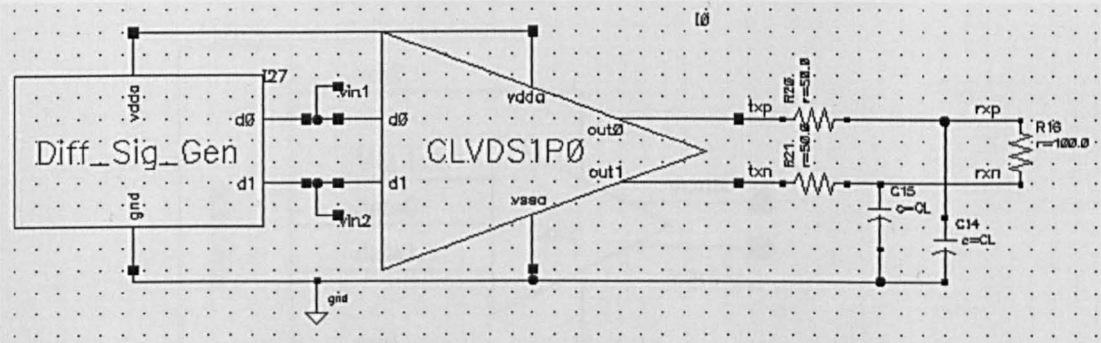 I0
I27
vdda
Diff_Sig_Gen
gnd
d0
d1
vin1
vin2
d0
d1
vdda
CLVDS1P0
vssa
out0
out1
txp
txn
R20.
r=50.0
R21.
r=50.0
rxp
rxn
R16
r=100.0
C15
c=CL
C14
c=CL
gnd